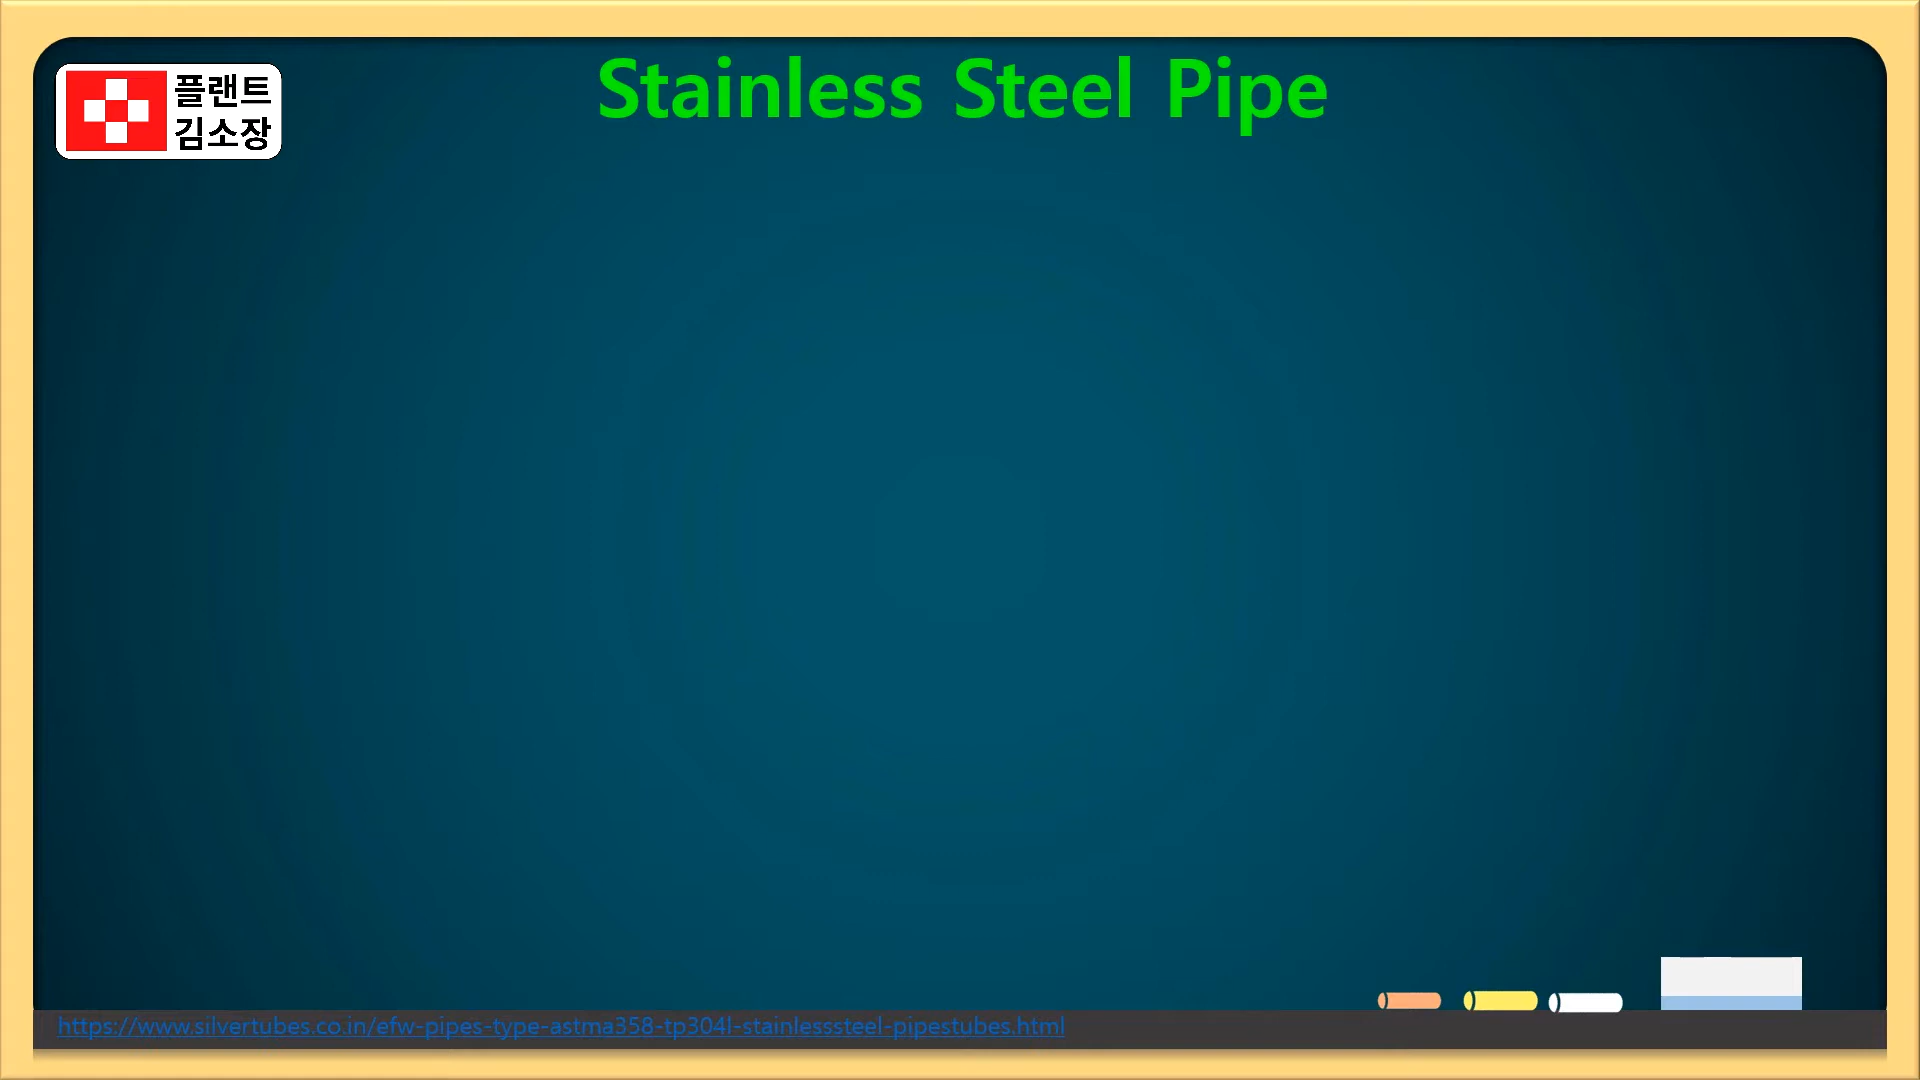 플랜트
김소장
Stainless Steel Pipe
https://www.silvertubes.co.in/efw-pipes-type-astma358-tp304l-stainlesssteel-pipestubes.html